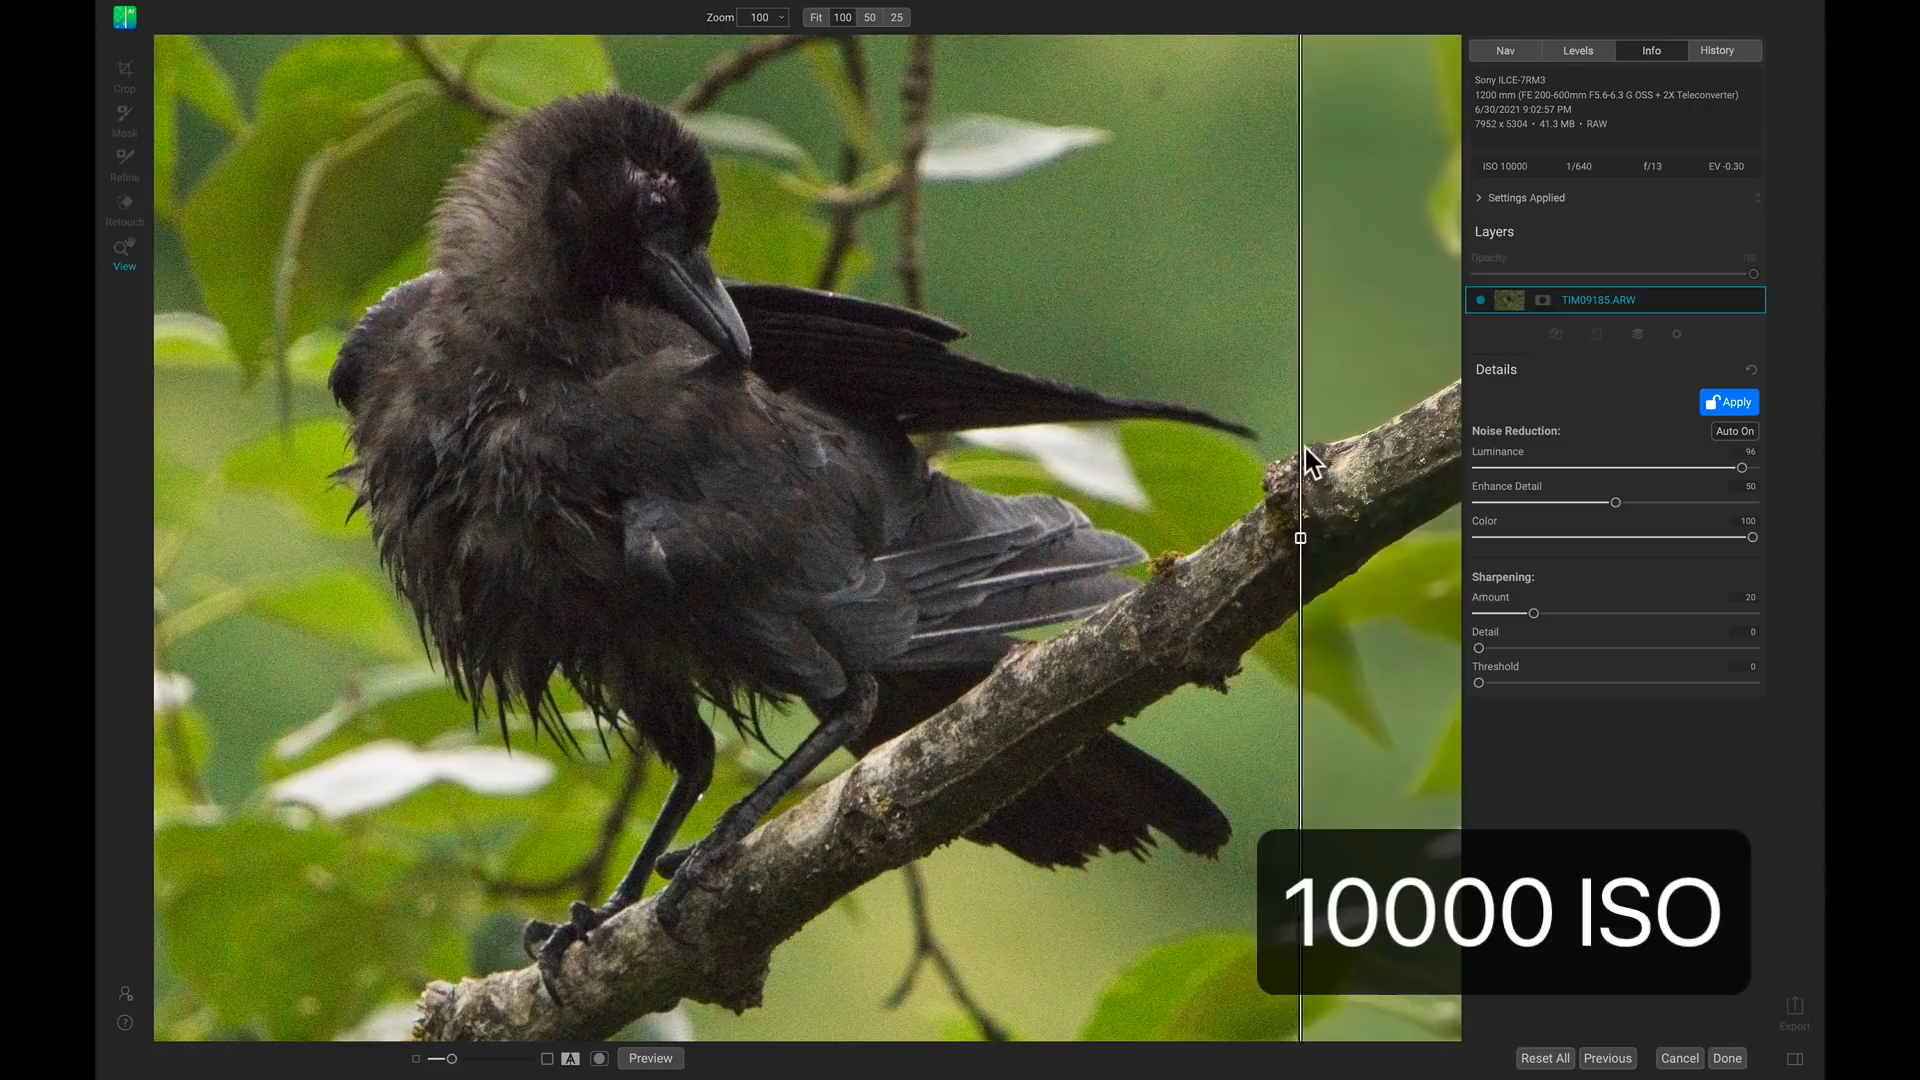 AI
Zoom 100 Fit 100 50 25
Crop
Mask
Refine
Retouch
View
Nav Levels Info History
Sony ILCE-7RM3
1200 mm (FE 200-600mm F5.6-6.3 G OSS + 2X Teleconverter)
6/30/2021 9:02:57 PM
7952 x 5304 • 41.3 MB • RAW
ISO 10000 1/640 f/13 EV -0.30
Settings Applied
Layers
Opacity 100
TIM09185.ARW
Details
Apply
Noise Reduction: Auto On
Luminance 96
Enhance Detail 50
Color 100
Sharpening:
Amount 20
Detail 0
Threshold 0
10000 ISO
Export
A
Preview
Reset All Previous Cancel Done